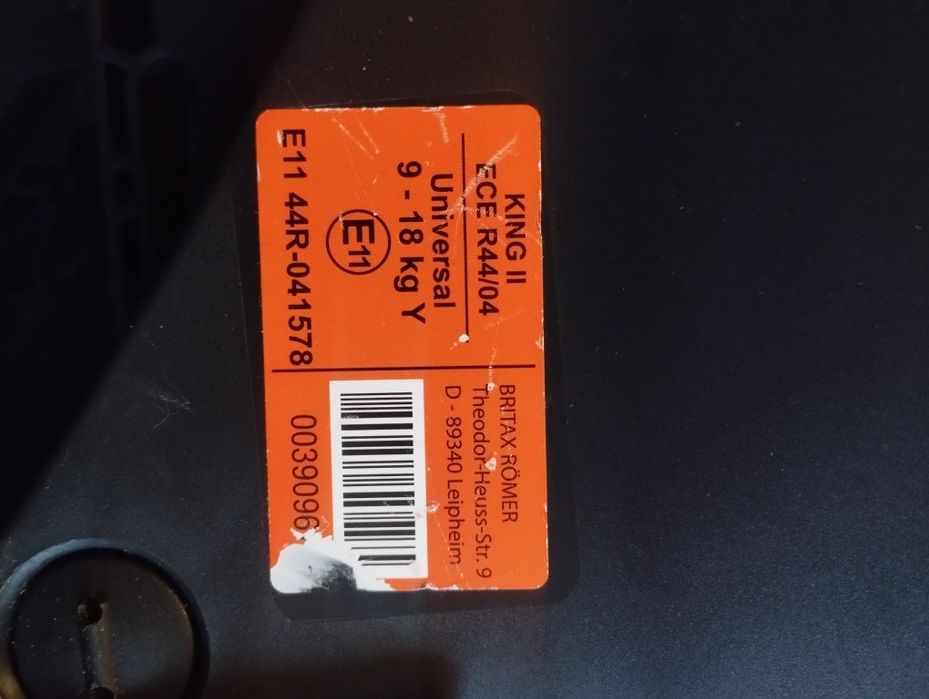 KING II
ECE R44/04
Universal
9 - 18 kg Y
E11
E11 44R-041578
BRITAX RÖMER
Theodor-Heuss-Str. 9
D - 89340 Leipheim
0039096